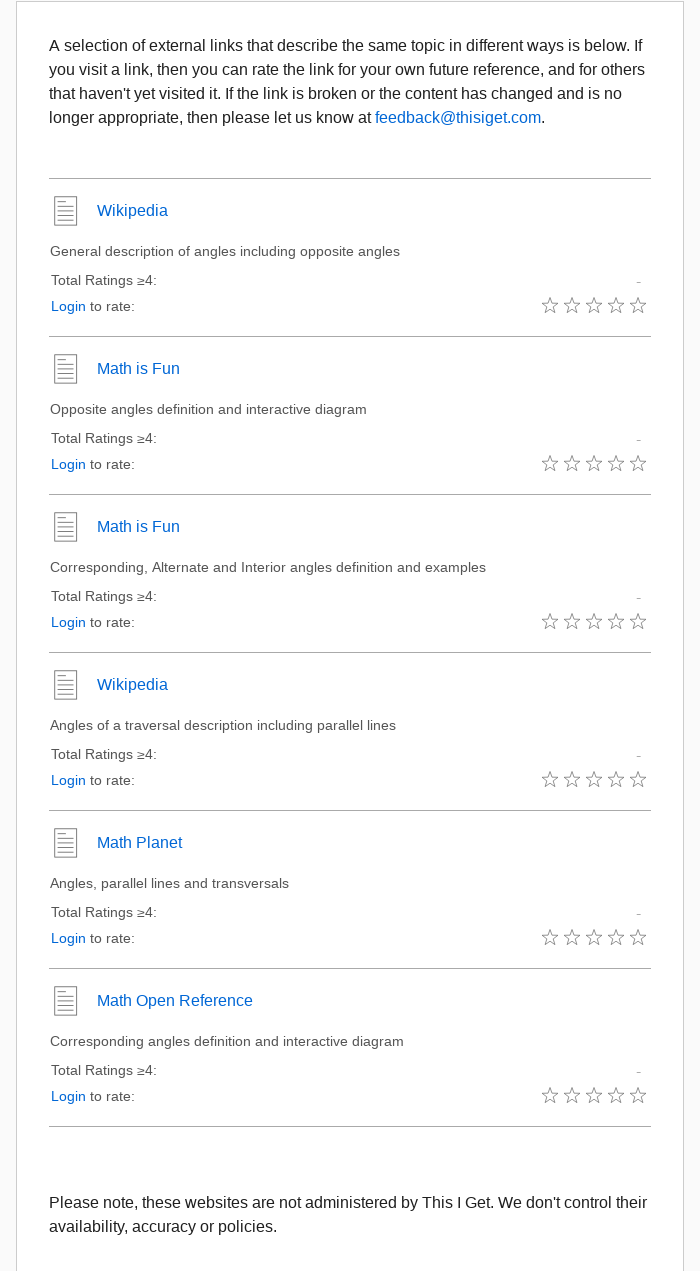 A selection of external links that describe the same topic in different ways is below. If
you visit a link, then you can rate the link for your own future reference, and for others
that haven't yet visited it. If the link is broken or the content has changed and is no
longer appropriate, then please let us know at feedback@thisiget.com.
Wikipedia
General description of angles including opposite angles
Total Ratings ≥4: -
Login to rate:
Math is Fun
Opposite angles definition and interactive diagram
Total Ratings ≥4: -
Login to rate:
Math is Fun
Corresponding, Alternate and Interior angles definition and examples
Total Ratings ≥4: -
Login to rate:
Wikipedia
Angles of a traversal description including parallel lines
Total Ratings ≥4: -
Login to rate:
Math Planet
Angles, parallel lines and transversals
Total Ratings ≥4: -
Login to rate:
Math Open Reference
Corresponding angles definition and interactive diagram
Total Ratings ≥4: -
Login to rate:
Please note, these websites are not administered by This I Get. We don't control their
availability, accuracy or policies.